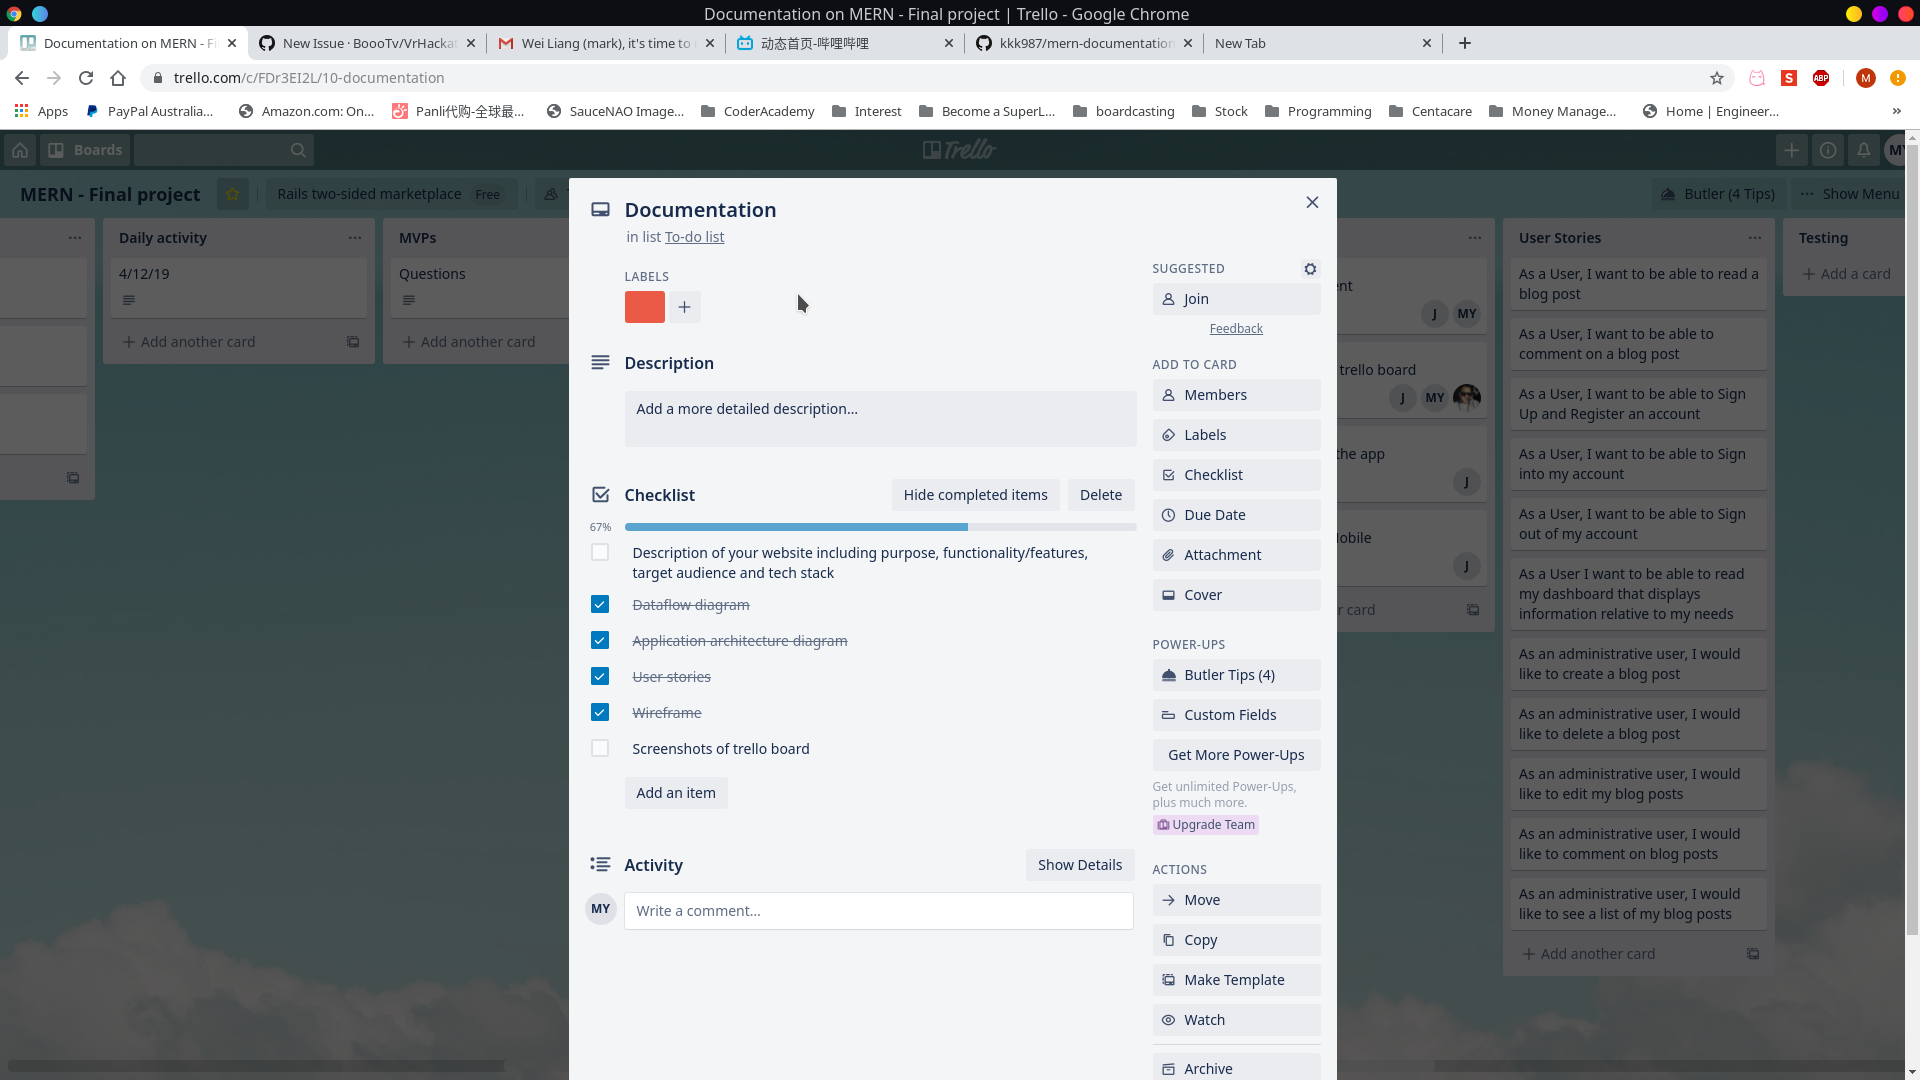 Documentation on MERN - Final project | Trello - Google Chrome
Documentation on MERN - Fi
New Issue · BoooTv/VrHackat
Wei Liang (mark), it's time to
动态首页-哔哩哔哩
kkk987/mern-documentation
New Tab
trello.com/c/FDr3EI2L/10-documentation
S
ABP
M
Apps
PayPal Australia...
Amazon.com: On...
Panli代购-全球最...
SauceNAO Image...
CoderAcademy
Interest
Become a SuperL...
boardcasting
Stock
Programming
Centacare
Money Manage...
Home | Engineer...
»
Boards
Trello
MY
MERN - Final project
Rails two-sided marketplace
Free
Butler (4 Tips)
Show Menu
Daily activity
4/12/19
Add another card
MVPs
Questions
Add another card
Documentation
in list To-do list
LABELS
Description
Add a more detailed description...
Checklist
Hide completed items
Delete
67%
Description of your website including purpose, functionality/features,
target audience and tech stack
Dataflow diagram
Application architecture diagram
User stories
Wireframe
Screenshots of trello board
Add an item
Activity
Show Details
MY
Write a comment...
SUGGESTED
Join
Feedback
ADD TO CARD
Members
Labels
Checklist
Due Date
Attachment
Cover
POWER-UPS
Butler Tips (4)
Custom Fields
Get More Power-Ups
Get unlimited Power-Ups,
plus much more.
Upgrade Team
ACTIONS
Move
Copy
Make Template
Watch
Archive
J
MY
trello board
J
MY
the app
J
J
card
User Stories
As a User, I want to be able to read a
blog post
As a User, I want to be able to
comment on a blog post
As a User, I want to be able to Sign
Up and Register an account
As a User, I want to be able to Sign
into my account
As a User, I want to be able to Sign
out of my account
As a User I want to be able to read
my dashboard that displays
information relative to my needs
As an administrative user, I would
like to create a blog post
As an administrative user, I would
like to delete a blog post
As an administrative user, I would
like to edit my blog posts
As an administrative user, I would
like to comment on blog posts
As an administrative user, I would
like to see a list of my blog posts
Add another card
Testing
Add a card